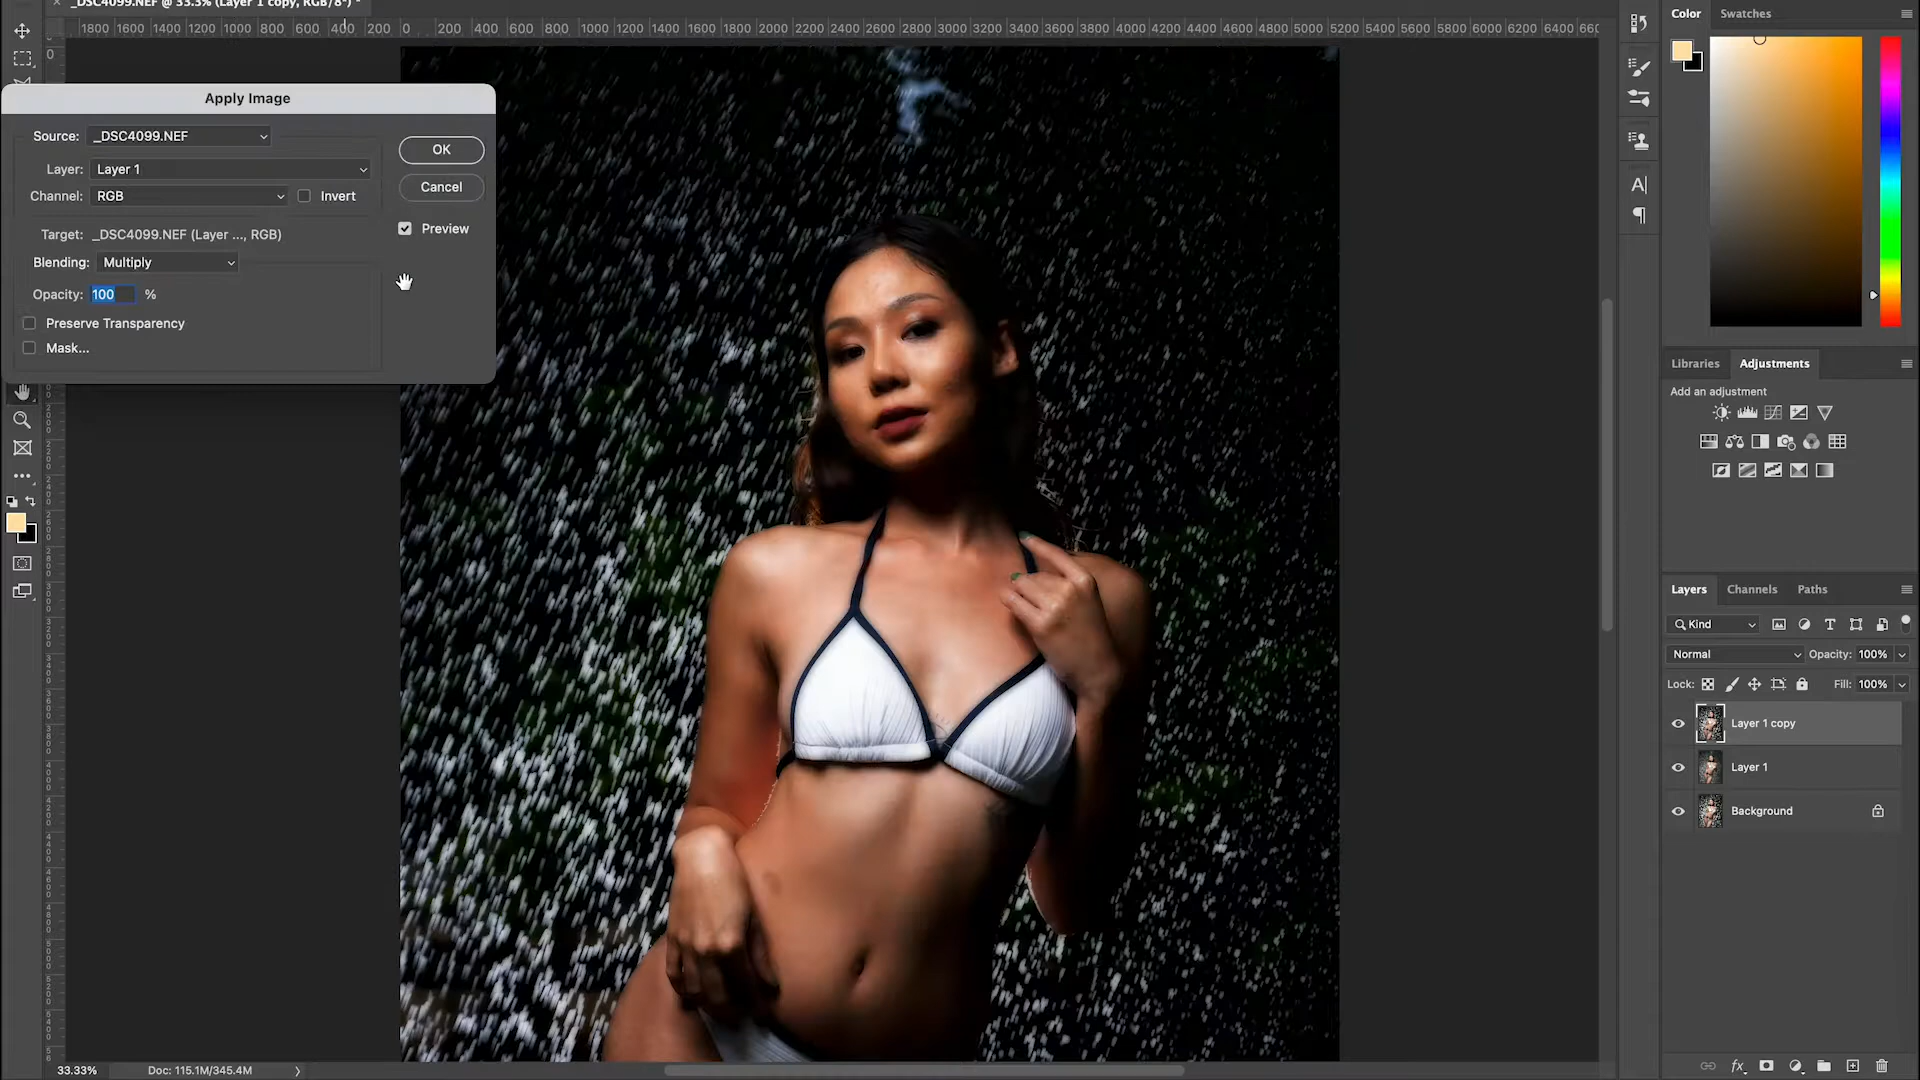 _DSC4099.NEF @ 33.3% (Layer 1 copy, RGB/8*) *
1800 1600 1400 1200 1000 800 600 400 200 0 200 400 600 800 1000 1200 1400 1600 1800 2000 2200 2400 2600 2800 3000 3200 3400 3600 3800 4000 4200 4400 4600 4800 5000 5200 5400 5600 5800 6000 6200 6400
Apply Image
Source: _DSC4099.NEF
OK
Layer: Layer 1
Cancel
Channel: RGB Invert
Preview
Target: _DSC4099.NEF (Layer ..., RGB)
Blending: Multiply
Opacity: 100 %
Preserve Transparency
Mask...
Color Swatches
Libraries Adjustments
Add an adjustment
Layers Channels Paths
Kind
Normal Opacity: 100%
Lock: Fill: 100%
Layer 1 copy
Layer 1
Background
33.33% Doc: 115.1M/345.4M